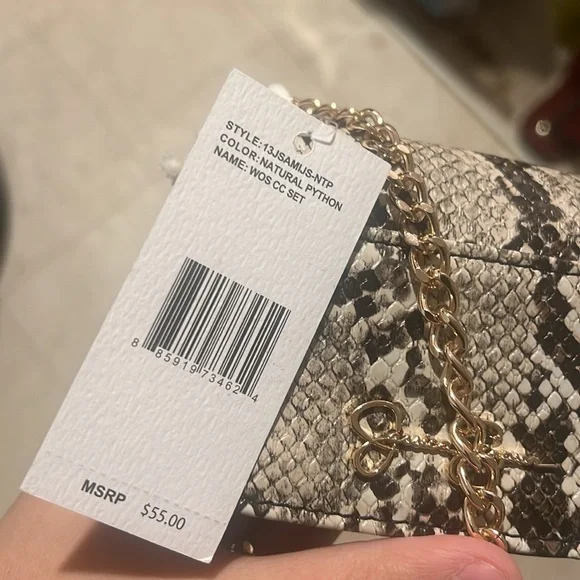 STYLE:13JSAMIJS-NTP
COLOR:NATURAL PYTHON
NAME: WOS CC SET
8 85919 73462 4
MSRP $55.00